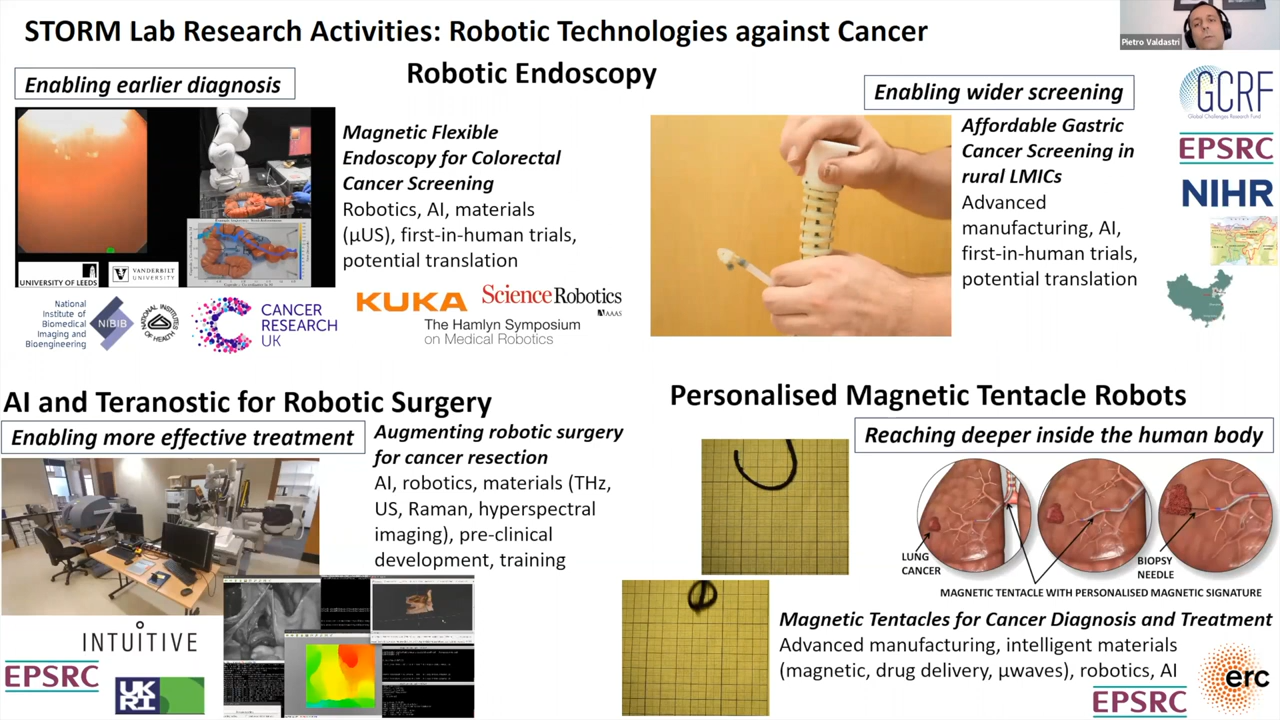 STORM Lab Research Activities: Robotic Technologies against Cancer
Pietro Valdastri
Robotic Endoscopy
Enabling earlier diagnosis
Magnetic Flexible
Endoscopy for Colorectal
Cancer Screening
Robotics, AI, materials
(µUS), first-in-human trials,
potential translation
UNIVERSITY OF LEEDS
VANDERBILT
UNIVERSITY
National
Institute of
Biomedical
Imaging and
Bioengineering
NIBIB
NATIONAL INSTITUTES OF HEALTH
CANCER
RESEARCH
UK
KUKA
Science Robotics
AAAS
The Hamlyn Symposium
on Medical Robotics
Enabling wider screening
Affordable Gastric
Cancer Screening in
rural LMICs
Advanced
manufacturing, AI,
first-in-human trials,
potential translation
GCRF
Global Challenges Research Fund
EPSRC
NIHR
AI and Teranostic for Robotic Surgery
Enabling more effective treatment
Augmenting robotic surgery
for cancer resection
AI, robotics, materials (THz,
US, Raman, hyperspectral
imaging), pre-clinical
development, training
INTUITIVE
EPSRC
Personalised Magnetic Tentacle Robots
Reaching deeper inside the human body
LUNG
CANCER
BIOPSY
NEEDLE
MAGNETIC TENTACLE WITH PERSONALISED MAGNETIC SIGNATURE
Magnetic Tenacles for Cancer Diagnosis and Treatment
Advanced manufacturing, intelligent materials
(magnetic, drug delivery, µwaves), robotics, AI
EPSRC
erc